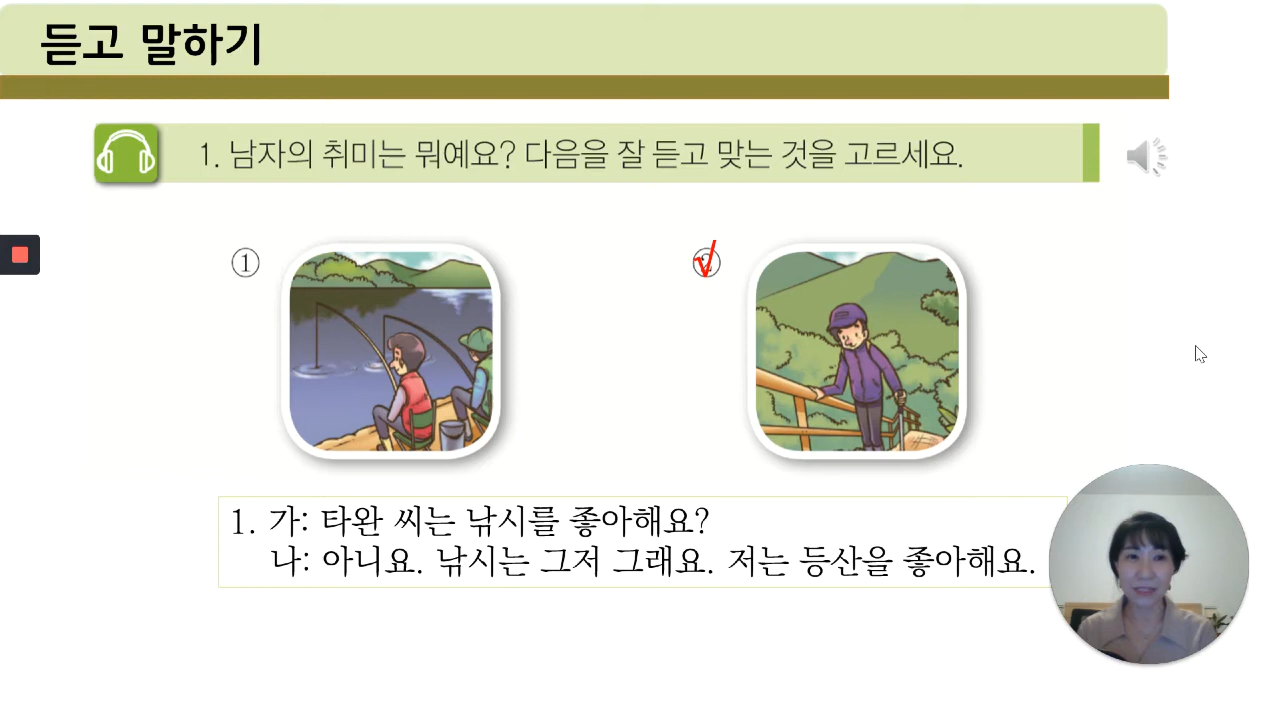 듣고 말하기
1. 남자의 취미는 뭐예요? 다음을 잘 듣고 맞는 것을 고르세요.
①
②
1. 가: 타완 씨는 낚시를 좋아해요?
나: 아니요. 낚시는 그저 그래요. 저는 등산을 좋아해요.